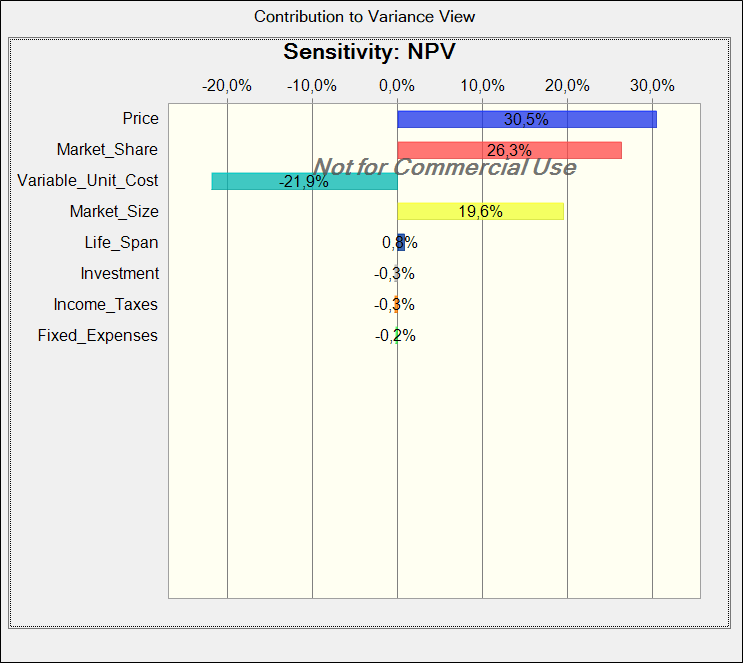 Contribution to Variance View
Sensitivity: NPV
-20,0% -10,0% 0,0% 10,0% 20,0% 30,0%
Price 30,5%
Market_Share 26,3%
Not for Commercial Use
Variable_Unit_Cost -21,9%
Market_Size 19,6%
Life_Span 0,8%
Investment -0,3%
Income_Taxes -0,3%
Fixed_Expenses -0,2%